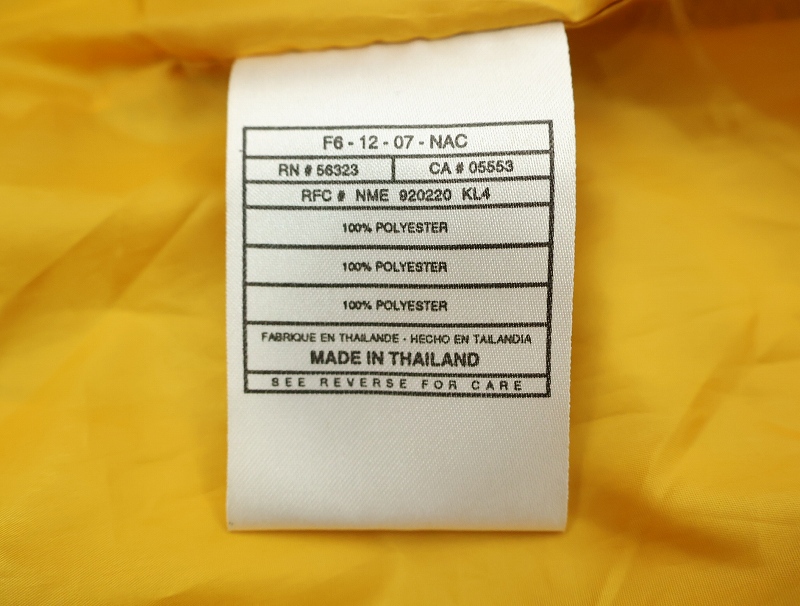 F6 - 12 - 07 - NAC
RN # 56323 CA # 05553
RFC # NME 920220 KL4
100% POLYESTER
100% POLYESTER
100% POLYESTER
FABRIQUE EN THAILANDE - HECHO EN TAILANDIA
MADE IN THAILAND
SEE REVERSE FOR CARE